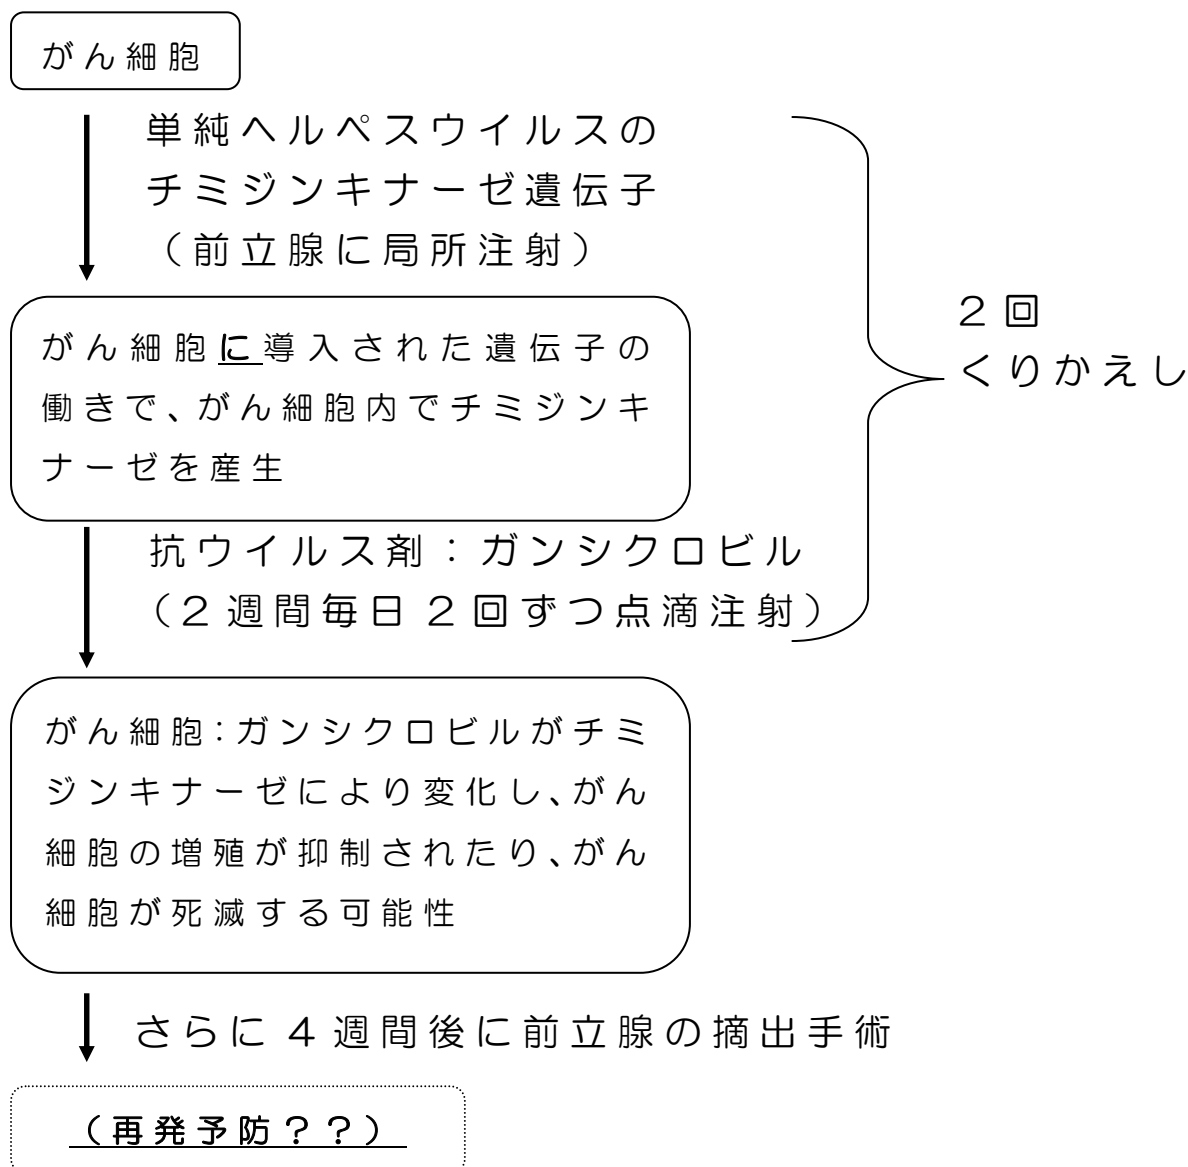 がん細胞
単純ヘルペスウイルスの
チミジンキナーゼ遺伝子
（前立腺に局所注射）
がん細胞に導入された遺伝子の
働きで、がん細胞内でチミジンキ
ナーゼを産生
2回
くりかえし
抗ウイルス剤：ガンシクロビル
（2週間毎日2回ずつ点滴注射）
がん細胞：ガンシクロビルがチミ
ジンキナーゼにより変化し、がん
細胞の増殖が抑制されたり、がん
細胞が死滅する可能性
さらに4週間後に前立腺の摘出手術
（再発予防？？）